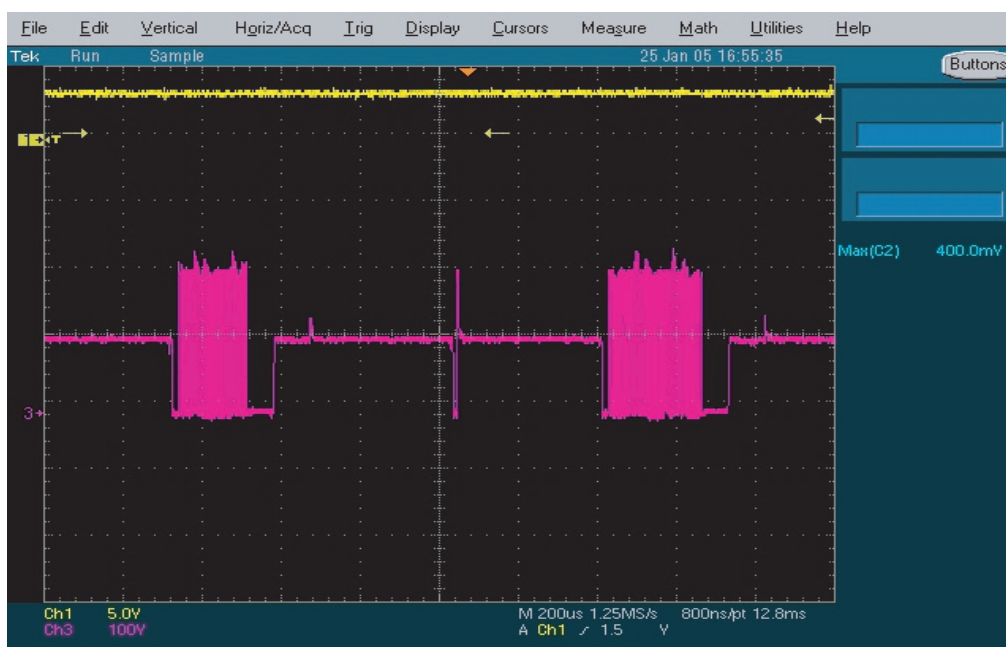 File Edit Vertical Horiz/Acq Trig Display Cursors Measure Math Utilities Help
Tek Run Sample 25 Jan 05 16:55:35
Buttons
1 T
3
Max(C2) 400.0mV
Ch1 5.0V M 200us 1.25MS/s 800ns/pt 12.8ms
Ch3 100V A Ch1 1.5 V